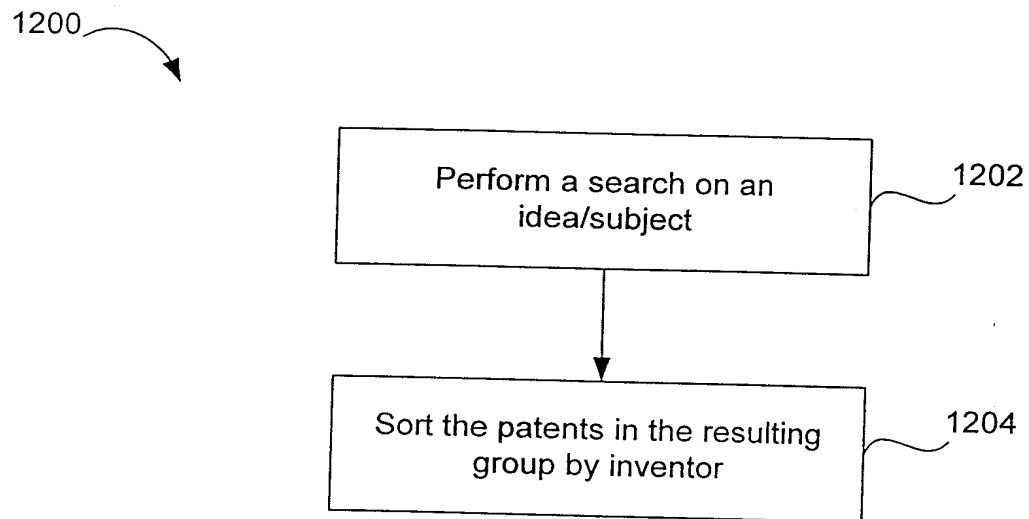 1200
Perform a search on an
idea/subject
1202
Sort the patents in the resulting
group by inventor
1204